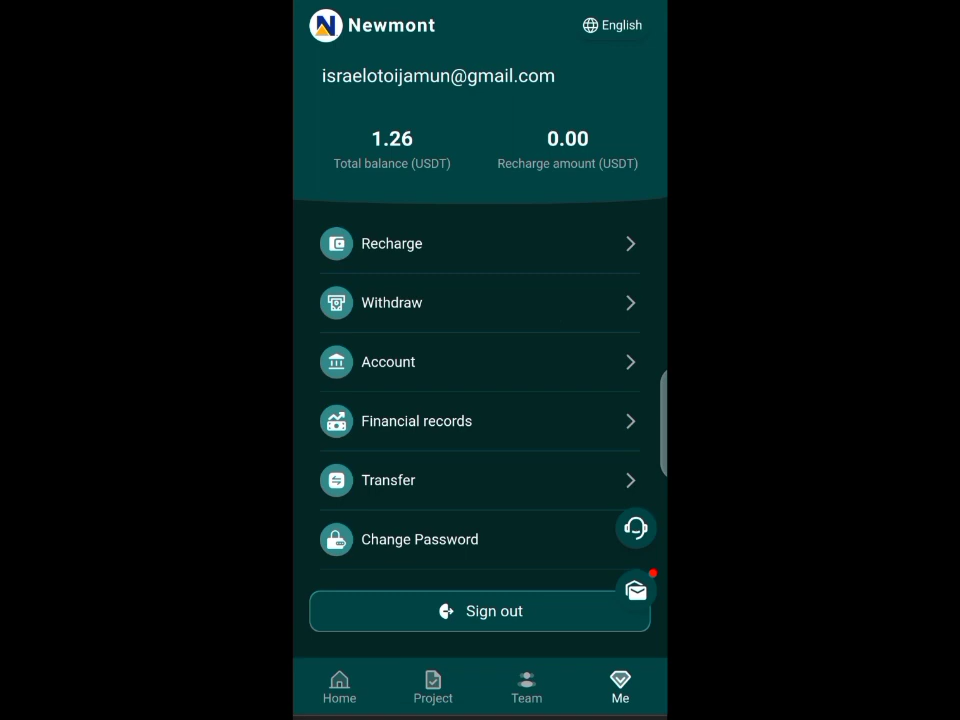 Newmont
English
israelotoijamun@gmail.com
1.26
0.00
Total balance (USDT)
Recharge amount (USDT)
Recharge
Withdraw
Account
Financial records
Transfer
Change Password
Sign out
Home
Project
Team
Me